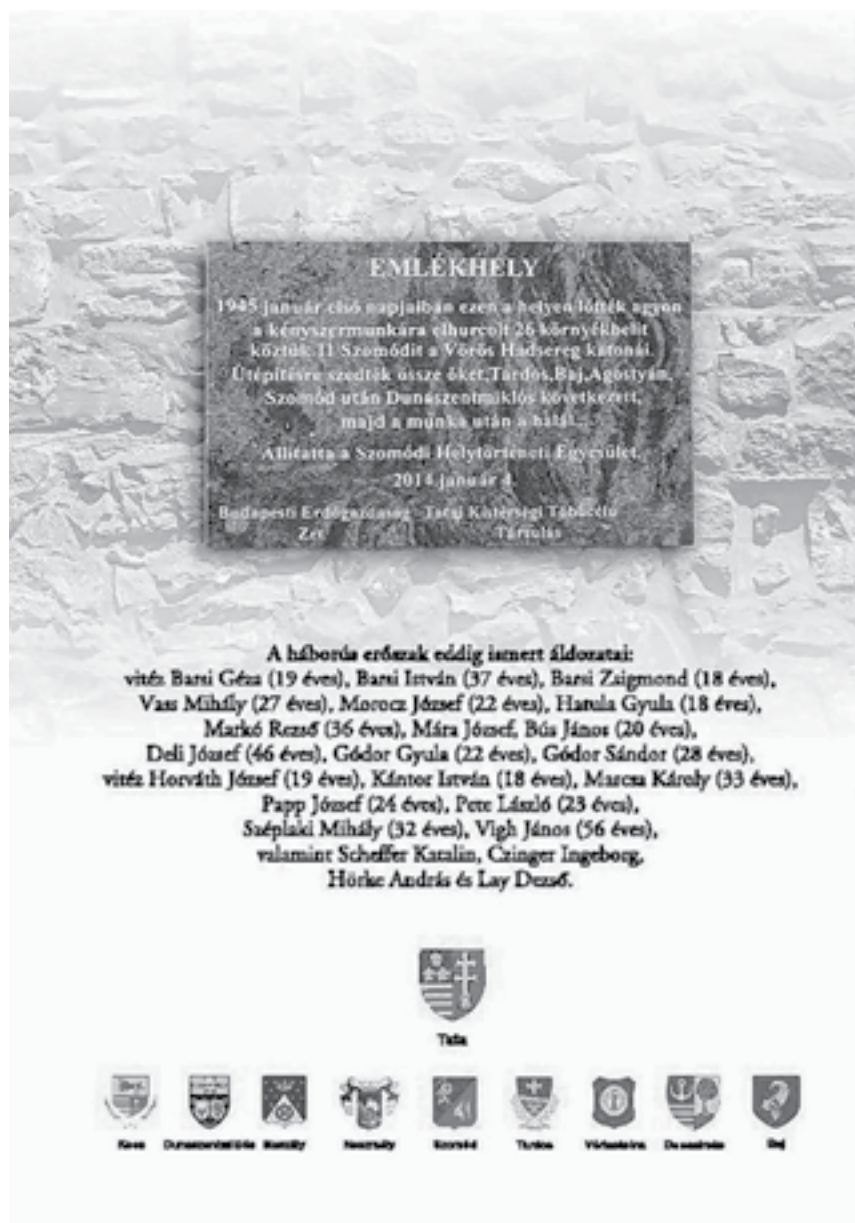 EMLÉKHELY
1945 január első napjaiban ezen a helyen lőtték agyon
a kényszermunkára elhurcolt 26 környékbelit
köztük 11 Szomódit a Vörös Hadsereg katonái.
Útépítésre szedték össze őket,Tardos,Baj,Agostyán,
Szomód után Dunaszentmiklós következett,
majd a munka után a halál...
Állítatta a Szomódi Helytörténeti Egyesület.
2014 január 4.
Budapesti Erdőgazdaság Tatai Kistérségi Többcélú
Zrt. Társulás
A háborús erőszak eddig ismert áldozatai:
vitéz Barsi Géza (19 éves), Barsi István (37 éves), Barsi Zsigmond (18 éves),
Vass Mihály (27 éves), Morocz József (22 éves), Hatula Gyula (18 éves),
Markó Rezső (36 éves), Mára József, Bús János (20 éves),
Deli József (46 éves), Gódor Gyula (22 éves), Gódor Sándor (28 éves),
vitéz Horváth József (19 éves), Kántor István (18 éves), Marcsa Károly (33 éves),
Papp József (24 éves), Pete László (23 éves),
Széplaki Mihály (32 éves), Vigh János (56 éves),
valamint Scheffer Katalin, Czinger Ingeborg,
Hörke András és Lay Dezső.
Tata
Kocs Dunaszentmiklós Naszály Neszmély Szomód Tardos Vértestolna Dunaalmás Baj